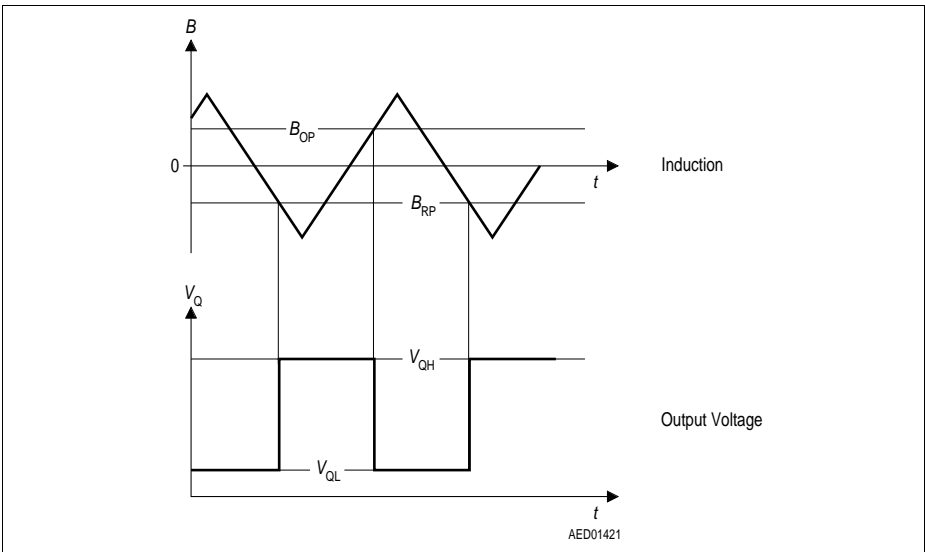 B
B_OP
0
t
Induction
B_RP
V_Q
V_QH
Output Voltage
V_QL
t
AED01421